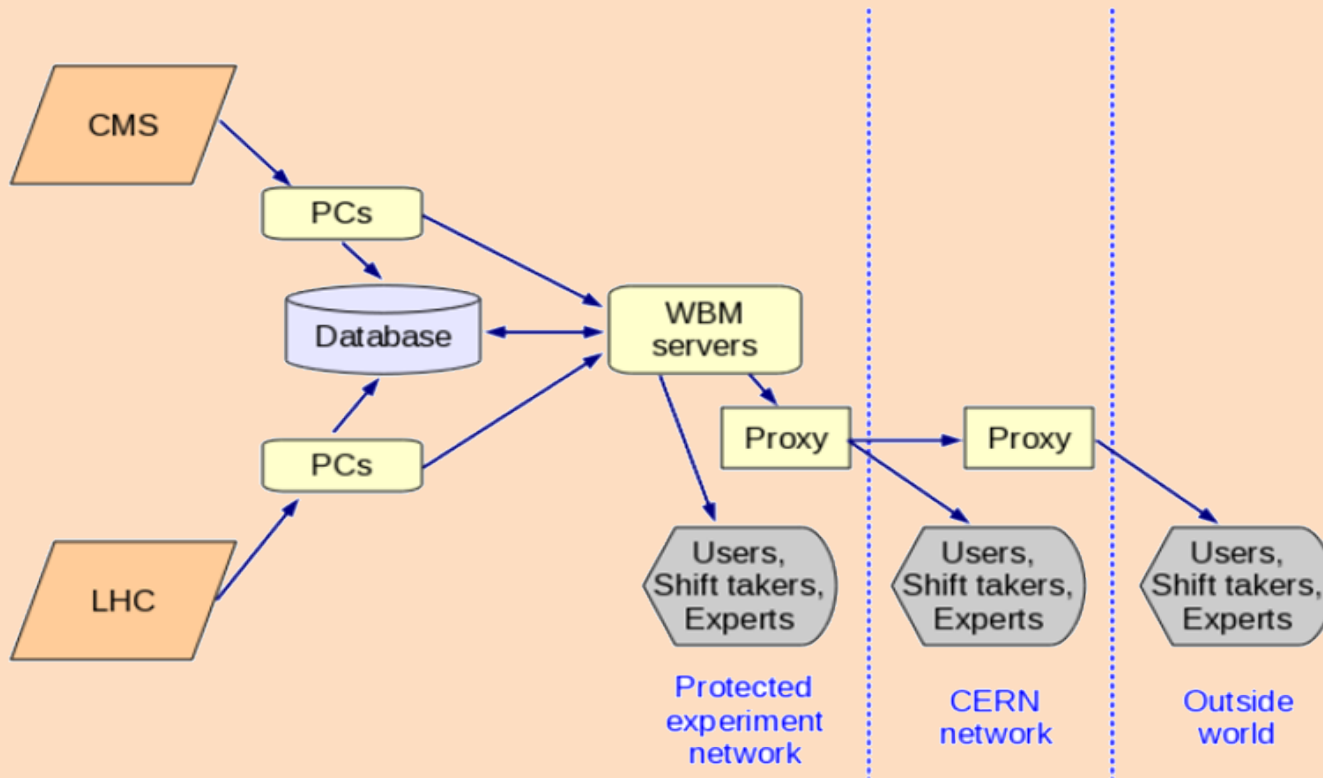 CMS
PCs
Database
WBM
servers
PCs
Proxy
Proxy
LHC
Users,
Shift takers,
Experts
Users,
Shift takers,
Experts
Users,
Shift takers,
Experts
Protected
experiment
network
CERN
network
Outside
world